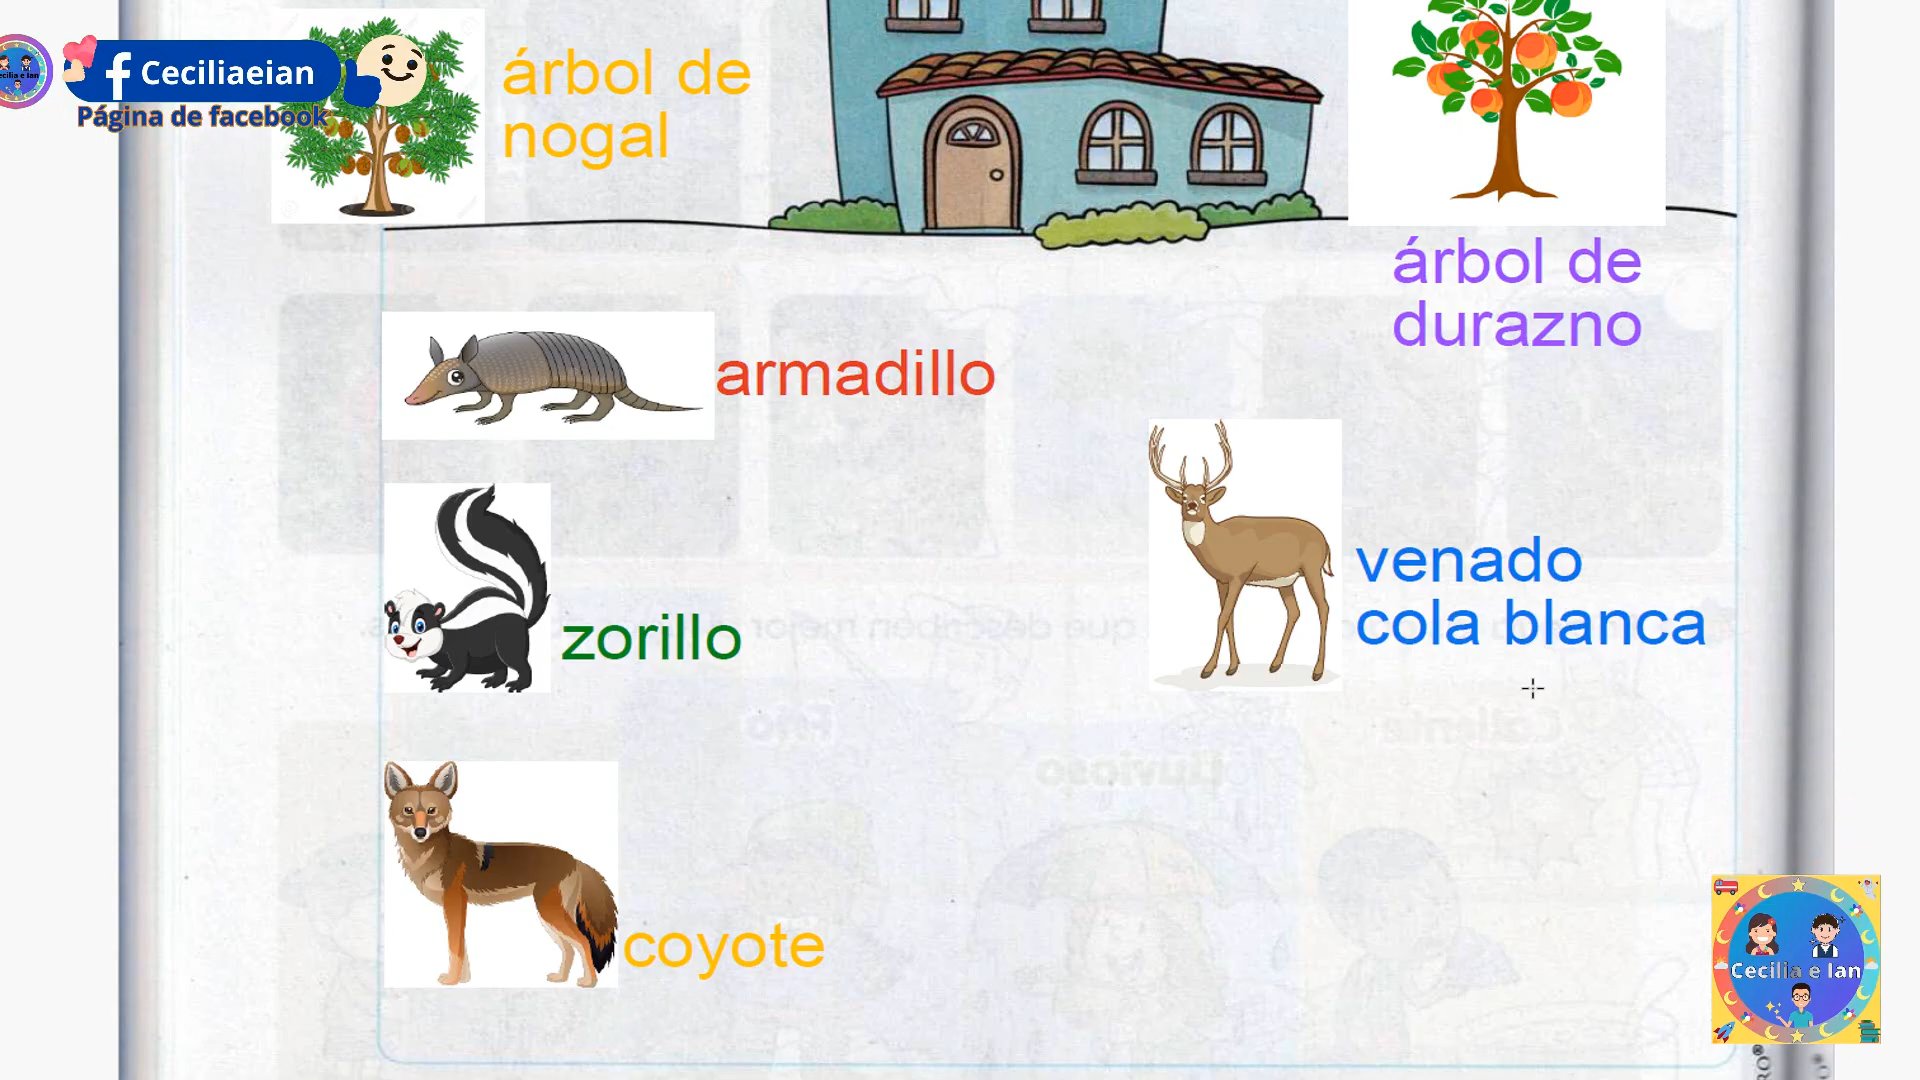 Ceciliaeian
Página de facebook
árbol de
nogal
árbol de
durazno
armadillo
venado
cola blanca
zorillo
coyote
Cecilia e Ian